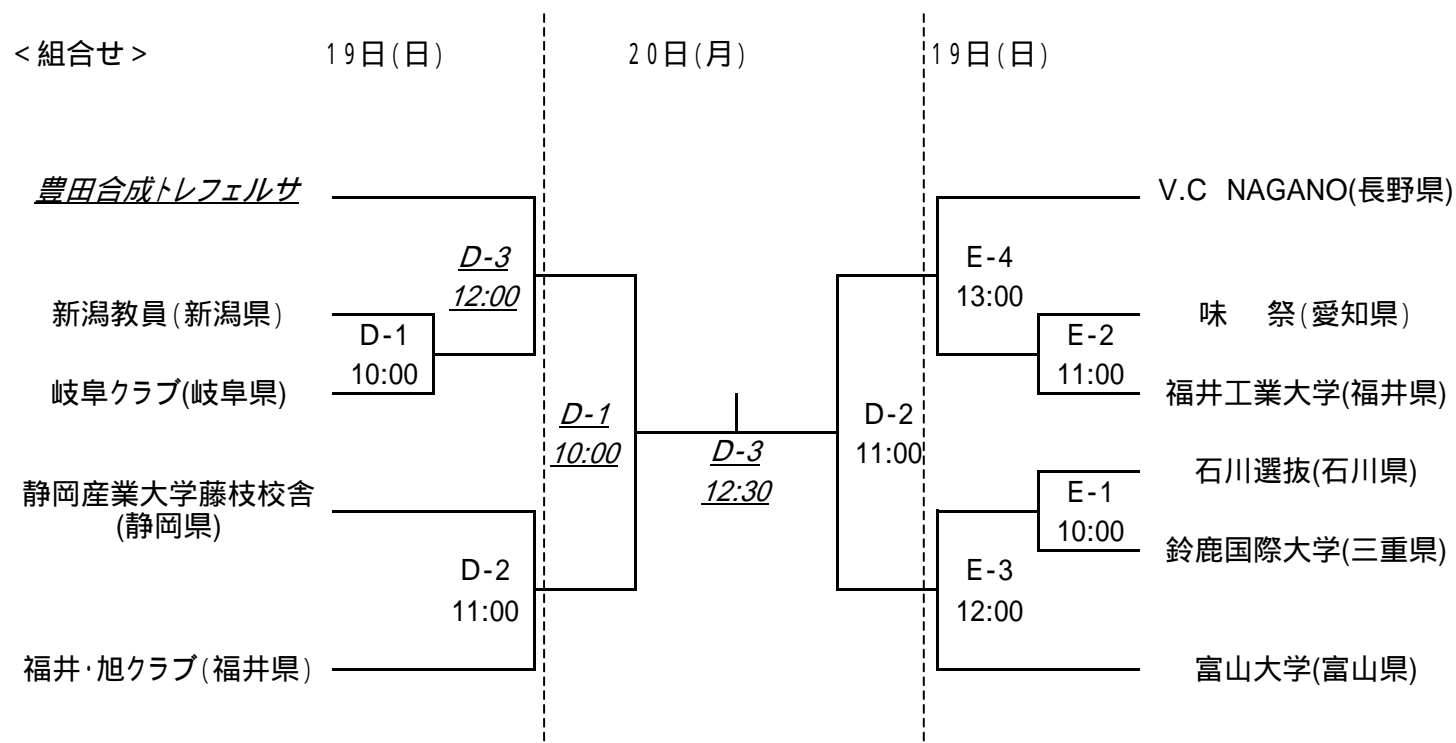 <組合せ> 19日(日) 20日(月) 19日(日)
豊田合成トレフェルサ
V.C NAGANO(長野県)
D-3
12:00
E-4
13:00
新潟教員(新潟県)
味 祭(愛知県)
D-1
10:00
E-2
11:00
岐阜クラブ(岐阜県)
福井工業大学(福井県)
D-1
10:00
D-3
12:30
D-2
11:00
静岡産業大学藤枝校舎
(静岡県)
石川選抜(石川県)
E-1
10:00
鈴鹿国際大学(三重県)
D-2
11:00
E-3
12:00
福井・旭クラブ(福井県)
富山大学(富山県)